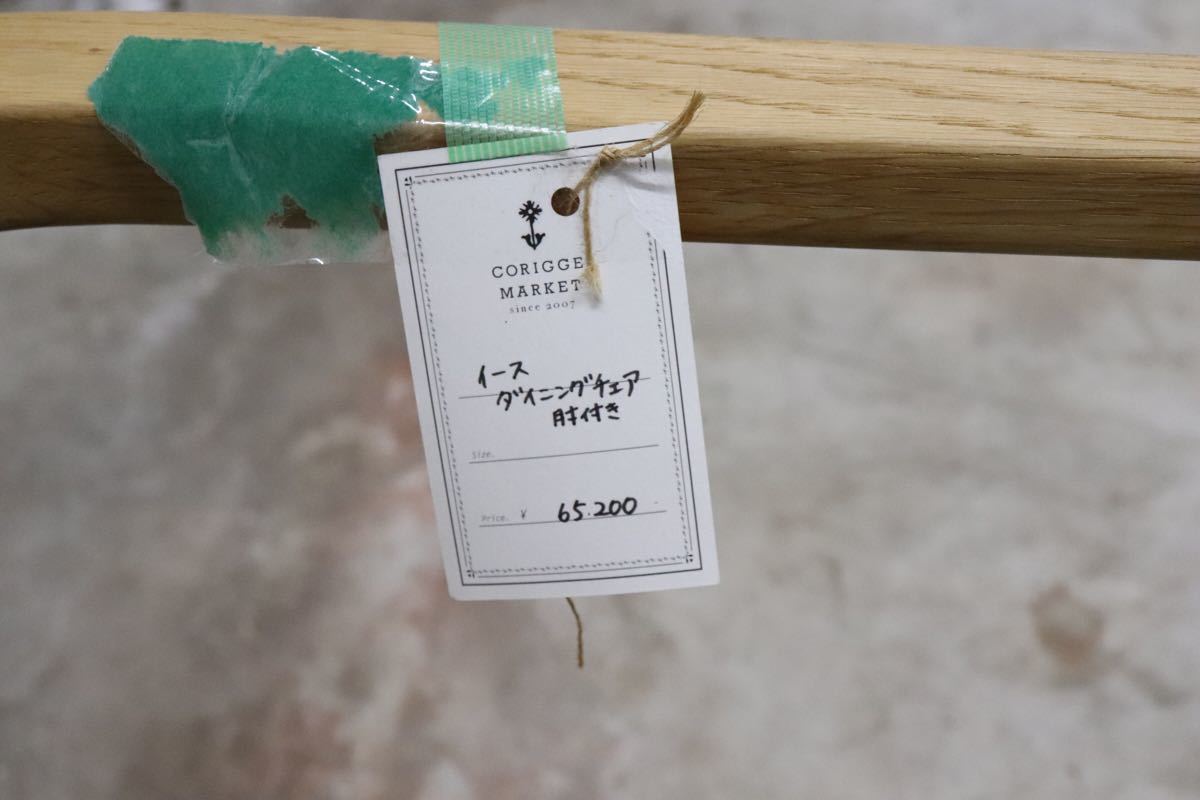 CORIGGE
MARKET
since 2007
イース
ダイニングチェア
肘付き
Size.
Price. ¥ 65.200